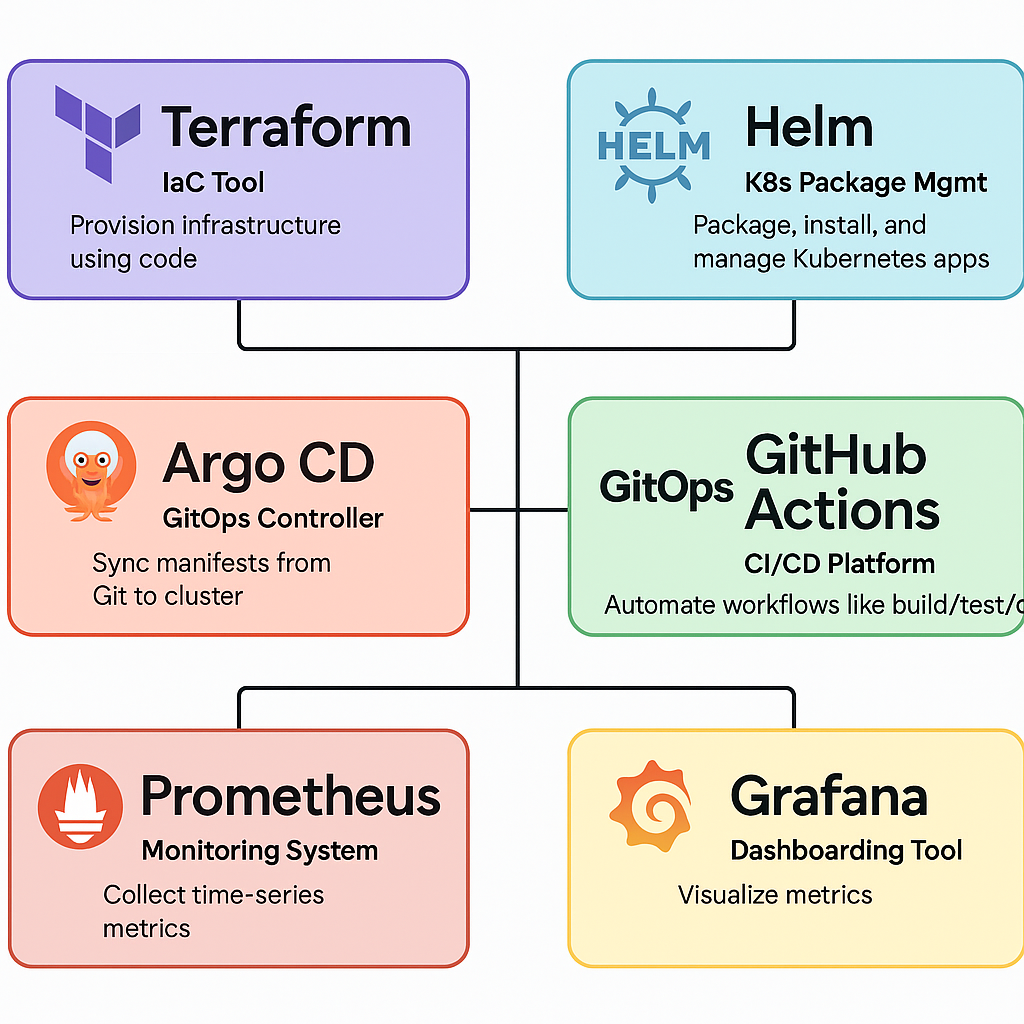 Terraform
IaC Tool
Provision infrastructure
using code
HELM
Helm
K8s Package Mgmt
Package, install, and
manage Kubernetes apps
Argo CD
GitOps Controller
Sync manifests from
Git to cluster
GitOps
GitHub
Actions
CI/CD Platform
Automate workflows like build/test/
Prometheus
Monitoring System
Collect time-series
metrics
Grafana
Dashboarding Tool
Visualize metrics